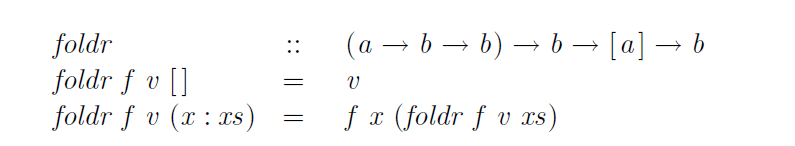 foldr :: (a → b → b) → b → [a] → b
foldr f v [] = v
foldr f v (x : xs) = f x (foldr f v xs)